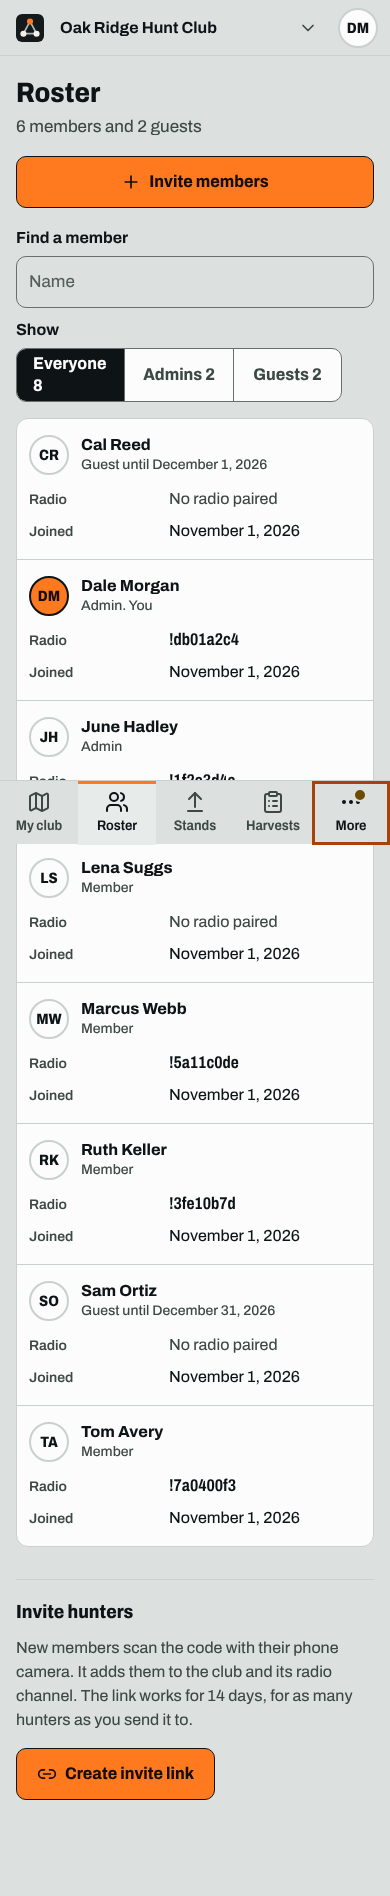 Oak Ridge Hunt Club
DM
Roster
6 members and 2 guests
Invite members
Find a member
Name
Show
Everyone
8
Admins 2
Guests 2
CR
Cal Reed
Guest until December 1, 2026
Radio
No radio paired
Joined
November 1, 2026
DM
Dale Morgan
Admin. You
Radio
!db01a2c4
Joined
November 1, 2026
JH
June Hadley
Admin
My club
Roster
Stands
Harvests
More
LS
Lena Suggs
Member
Radio
No radio paired
Joined
November 1, 2026
MW
Marcus Webb
Member
Radio
!5a11c0de
Joined
November 1, 2026
RK
Ruth Keller
Member
Radio
!3fe10b7d
Joined
November 1, 2026
SO
Sam Ortiz
Guest until December 31, 2026
Radio
No radio paired
Joined
November 1, 2026
TA
Tom Avery
Member
Radio
!7a0400f3
Joined
November 1, 2026
Invite hunters
New members scan the code with their phone
camera. It adds them to the club and its radio
channel. The link works for 14 days, for as many
hunters as you send it to.
Create invite link